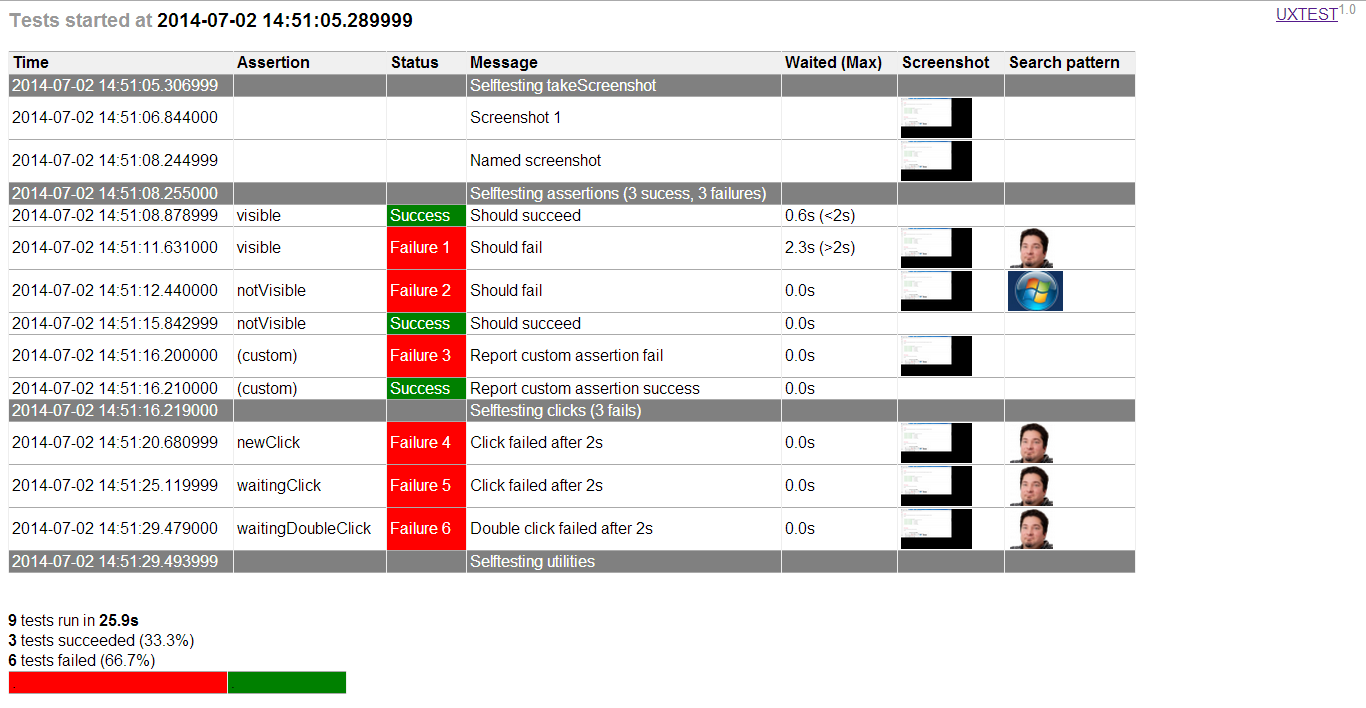 Tests started at 2014-07-02 14:51:05.289999
UXTEST1.0
Time Assertion Status Message Waited (Max) Screenshot Search pattern
2014-07-02 14:51:05.306999 Selftesting takeScreenshot
2014-07-02 14:51:06.844000 Screenshot 1
2014-07-02 14:51:08.244999 Named screenshot
2014-07-02 14:51:08.255000 Selftesting assertions (3 sucess, 3 failures)
2014-07-02 14:51:08.878999 visible Success Should succeed 0.6s (<2s)
2014-07-02 14:51:11.631000 visible Failure 1 Should fail 2.3s (>2s)
2014-07-02 14:51:12.440000 notVisible Failure 2 Should fail 0.0s
2014-07-02 14:51:15.842999 notVisible Success Should succeed 0.0s
2014-07-02 14:51:16.200000 (custom) Failure 3 Report custom assertion fail 0.0s
2014-07-02 14:51:16.210000 (custom) Success Report custom assertion success 0.0s
2014-07-02 14:51:16.219000 Selftesting clicks (3 fails)
2014-07-02 14:51:20.680999 newClick Failure 4 Click failed after 2s 0.0s
2014-07-02 14:51:25.119999 waitingClick Failure 5 Click failed after 2s 0.0s
2014-07-02 14:51:29.479000 waitingDoubleClick Failure 6 Double click failed after 2s 0.0s
2014-07-02 14:51:29.493999 Selftesting utilities
9 tests run in 25.9s
3 tests succeeded (33.3%)
6 tests failed (66.7%)